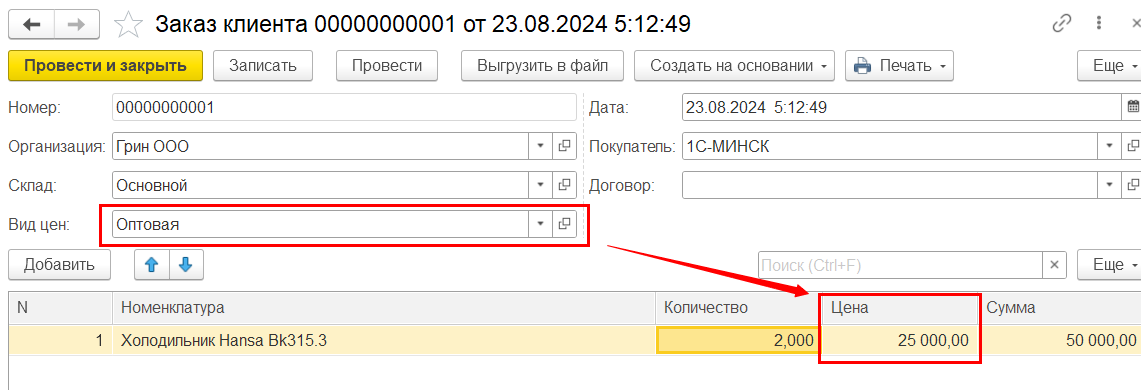 Заказ клиента 00000000001 от 23.08.2024 5:12:49
Провести и закрыть Записать Провести Выгрузить в файл Создать на основании Печать Еще
Номер: 00000000001 Дата: 23.08.2024 5:12:49
Организация: Грин ООО Покупатель: 1С-МИНСК
Склад: Основной Договор:
Вид цен: Оптовая
Добавить Поиск (Ctrl+F) Еще
N Номенклатура Количество Цена Сумма
1 Холодильник Hansa Bk315.3 2,000 25 000,00 50 000,00